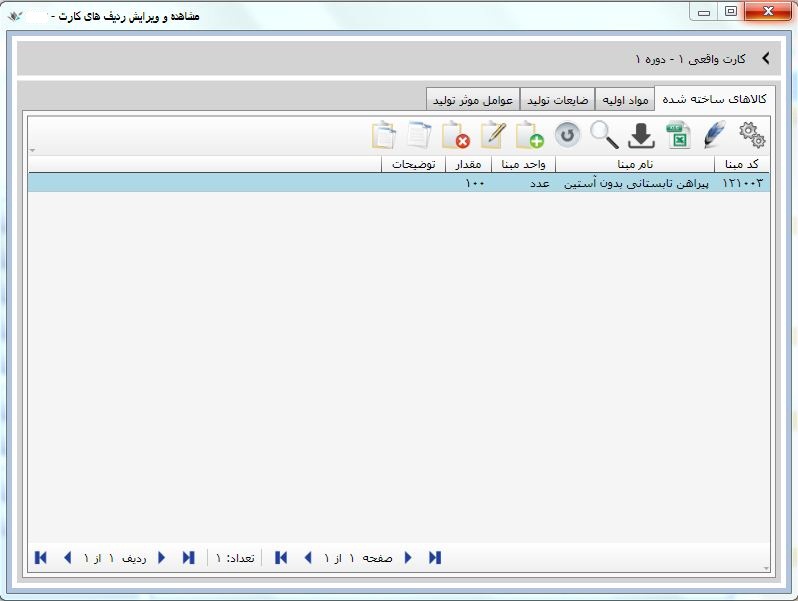 مشاهده و ویرایش ردیف های کارت -
کارت واقعی ۱ - دوره ۱
کالاهای ساخته شده مواد اولیه ضایعات تولید عوامل موثر تولید
کد مبنا نام مبنا واحد مبنا مقدار توضیحات
۱۲۱۰۰۳ پیراهن تابستانی بدون آستین عدد ۱۰۰
صفحه ۱ از ۱ تعداد: ۱ ردیف ۱ از ۱